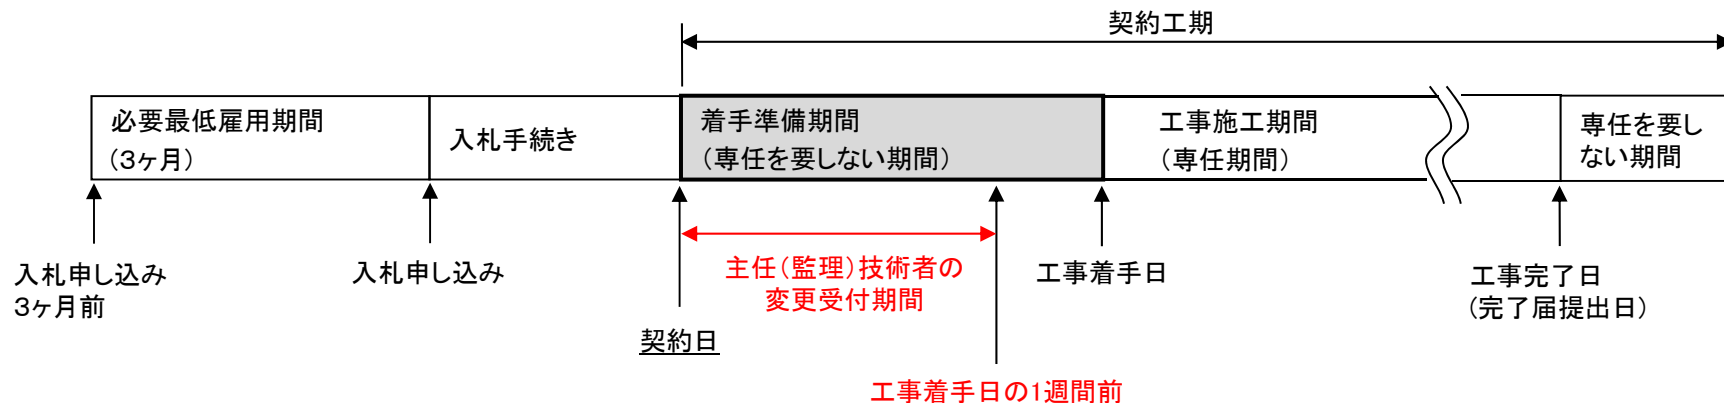 契約工期
必要最低雇用期間
（3ヶ月）
入札手続き
着手準備期間
（専任を要しない期間）
工事施工期間
（専任期間）
専任を要し
ない期間
入札申し込み
3ヶ月前
入札申し込み
契約日
主任（監理）技術者の
変更受付期間
工事着手日の1週間前
工事着手日
工事完了日
（完了届提出日）